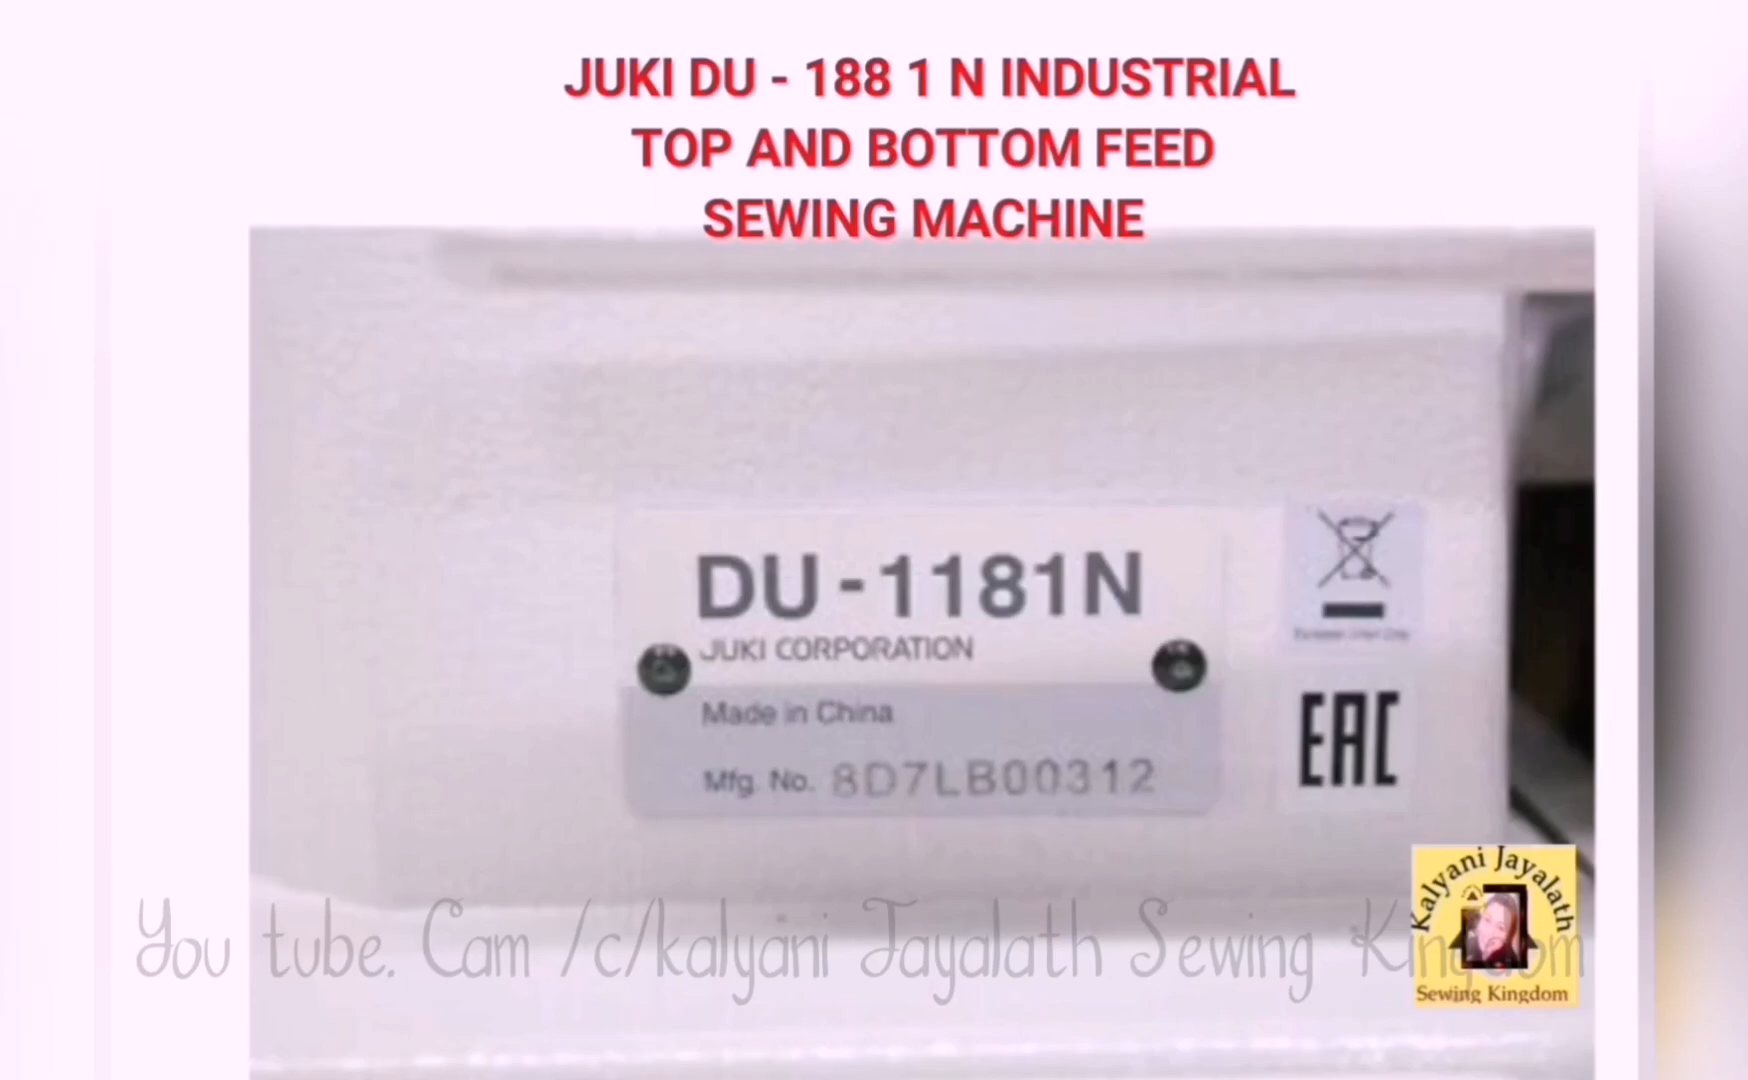 JUKI DU - 188 1 N INDUSTRIAL
TOP AND BOTTOM FEED
SEWING MACHINE
DU-1181N
JUKI CORPORATION
Made in China
Mfg. No. 8D7LB00312
EAC
You tube. Cam /c/kalyani Jayalath Sewing Kingdom
Kalyani Jayalath
Sewing Kingdom